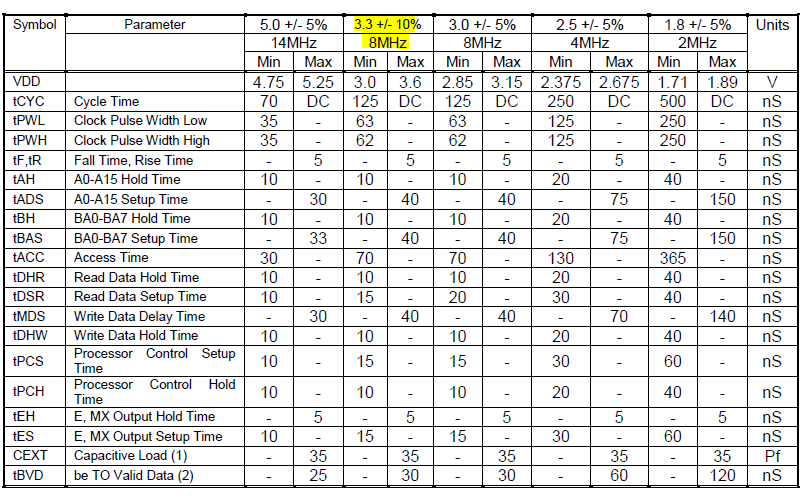 Symbol Parameter 5.0 +/- 5% 3.3 +/- 10% 3.0 +/- 5% 2.5 +/- 5% 1.8 +/- 5% Units
14MHz 8MHz 8MHz 4MHz 2MHz
Min Max Min Max Min Max Min Max Min Max
VDD 4.75 5.25 3.0 3.6 2.85 3.15 2.375 2.675 1.71 1.89 V
tCYC Cycle Time 70 DC 125 DC 125 DC 250 DC 500 DC nS
tPWL Clock Pulse Width Low 35 - 63 - 63 - 125 - 250 - nS
tPWH Clock Pulse Width High 35 - 62 - 62 - 125 - 250 - nS
tF,tR Fall Time, Rise Time - 5 - 5 - 5 - 5 - 5 nS
tAH A0-A15 Hold Time 10 - 10 - 10 - 20 - 40 - nS
tADS A0-A15 Setup Time - 30 - 40 - 40 - 75 - 150 nS
tBH BA0-BA7 Hold Time 10 - 10 - 10 - 20 - 40 - nS
tBAS BA0-BA7 Setup Time - 33 - 40 - 40 - 75 - 150 nS
tACC Access Time 30 - 70 - 70 - 130 - 365 - nS
tDHR Read Data Hold Time 10 - 10 - 10 - 20 - 40 - nS
tDSR Read Data Setup Time 10 - 15 - 20 - 30 - 40 - nS
tMDS Write Data Delay Time - 30 - 40 - 40 - 70 - 140 nS
tDHW Write Data Hold Time 10 - 10 - 10 - 20 - 40 - nS
tPCS Processor Control Setup
Time 10 - 15 - 15 - 30 - 60 - nS
tPCH Processor Control Hold
Time 10 - 10 - 10 - 20 - 40 - nS
tEH E, MX Output Hold Time - 5 - 5 - 5 - 5 - 5 nS
tES E, MX Output Setup Time 10 - 15 - 15 - 30 - 60 - nS
CEXT Capacitive Load (1) - 35 - 35 - 35 - 35 - 35 Pf
tBVD be TO Valid Data (2) - 25 - 30 - 30 - 60 - 120 nS